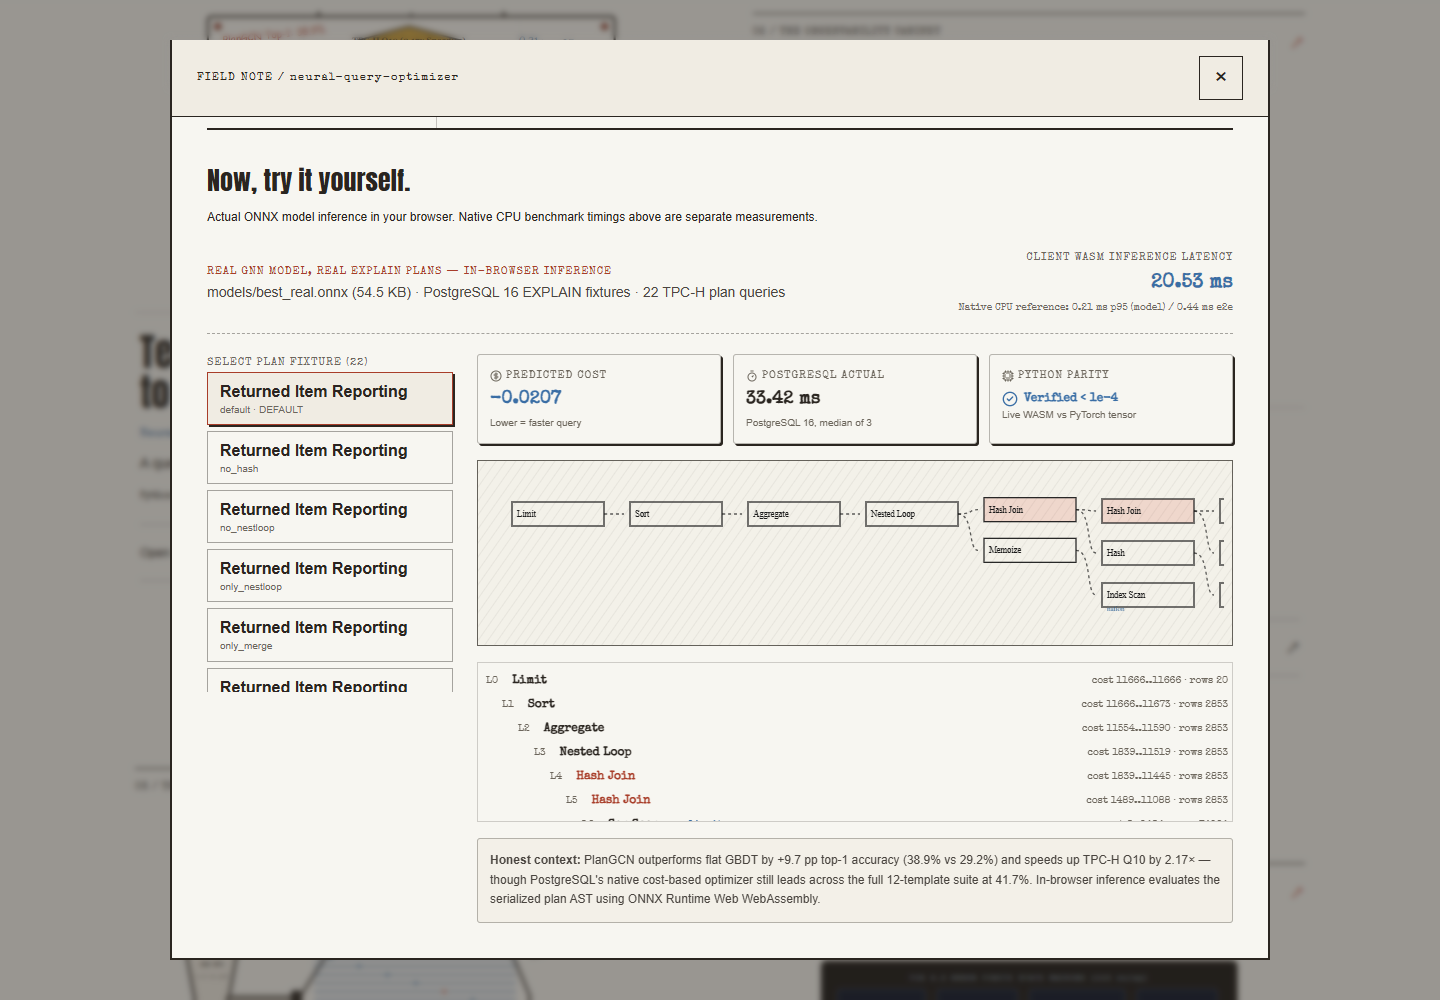 FIELD NOTE / neural-query-optimizer
×
Now, try it yourself.
Actual ONNX model inference in your browser. Native CPU benchmark timings above are separate measurements.
REAL GNN MODEL, REAL EXPLAIN PLANS — IN-BROWSER INFERENCE
models/best_real.onnx (54.5 KB) · PostgreSQL 16 EXPLAIN fixtures · 22 TPC-H plan queries
CLIENT WASM INFERENCE LATENCY
20.53 ms
Native CPU reference: 0.21 ms p95 (model) / 0.44 ms e2e
SELECT PLAN FIXTURE (22)
Returned Item Reporting
default · DEFAULT
Returned Item Reporting
no_hash
Returned Item Reporting
no_nestloop
Returned Item Reporting
only_nestloop
Returned Item Reporting
only_merge
Returned Item Reporting
PREDICTED COST
-0.0207
Lower = faster query
POSTGRESQL ACTUAL
33.42 ms
PostgreSQL 16, median of 3
PYTHON PARITY
Verified < 1e-4
Live WASM vs PyTorch tensor
Limit
Sort
Aggregate
Nested Loop
Hash Join
Hash Join
Memoize
Hash
Index Scan
L0 Limit cost 11666..11666 · rows 20
L1 Sort cost 11666..11673 · rows 2853
L2 Aggregate cost 11554..11590 · rows 2853
L3 Nested Loop cost 1839..11519 · rows 2853
L4 Hash Join cost 1839..11445 · rows 2853
L5 Hash Join cost 1489..11088 · rows 2853
Honest context: PlanGCN outperforms flat GBDT by +9.7 pp top-1 accuracy (38.9% vs 29.2%) and speeds up TPC-H Q10 by 2.17× —
though PostgreSQL's native cost-based optimizer still leads across the full 12-template suite at 41.7%. In-browser inference evaluates the
serialized plan AST using ONNX Runtime Web WebAssembly.